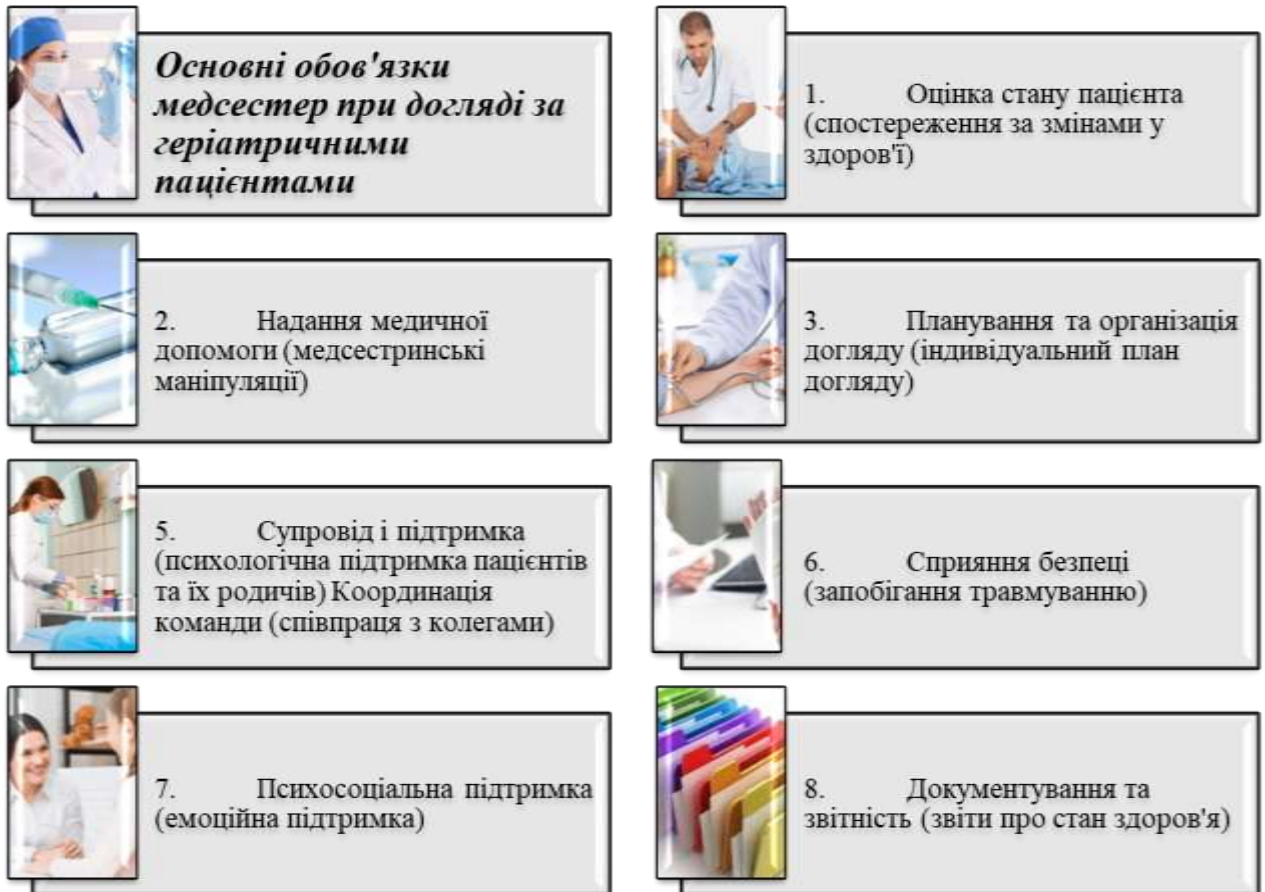 Основні обов'язки
медсестер при догляді за
геріатричними
пацієнтами
1. Оцінка стану пацієнта
(спостереження за змінами у
здоров'ї)
2. Надання медичної
допомоги (медсестринські
маніпуляції)
3. Планування та організація
догляду (індивідуальний план
догляду)
5. Супровід і підтримка
(психологічна підтримка пацієнтів
та їх родичів) Координація
команди (співпраця з колегами)
6. Сприяння безпеці
(запобігання травмуванню)
7. Психосоціальна підтримка
(емоційна підтримка)
8. Документування та
звітність (звіти про стан здоров'я)